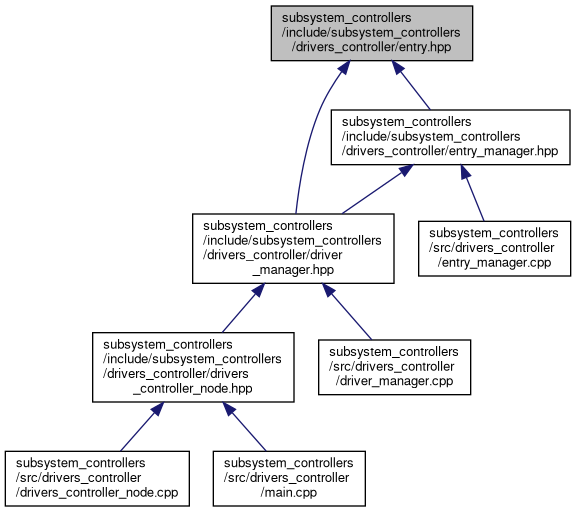 subsystem_controllers
/include/subsystem_controllers
/drivers_controller/entry.hpp
subsystem_controllers
/include/subsystem_controllers
/drivers_controller/entry_manager.hpp
subsystem_controllers
/include/subsystem_controllers
/drivers_controller/driver
_manager.hpp
subsystem_controllers
/src/drivers_controller
/entry_manager.cpp
subsystem_controllers
/include/subsystem_controllers
/drivers_controller/drivers
_controller_node.hpp
subsystem_controllers
/src/drivers_controller
/driver_manager.cpp
subsystem_controllers
/src/drivers_controller
/drivers_controller_node.cpp
subsystem_controllers
/src/drivers_controller
/main.cpp